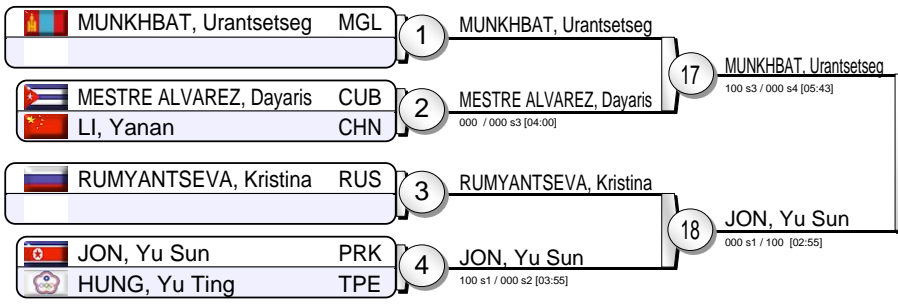 MUNKHBAT, Urantsetseg MGL
1
MUNKHBAT, Urantsetseg
MESTRE ALVAREZ, Dayaris CUB
LI, Yanan CHN
2
MESTRE ALVAREZ, Dayaris
000 / 000 s3 [04:00]
17
MUNKHBAT, Urantsetseg
100 s3 / 000 s4 [05:43]
RUMYANTSEVA, Kristina RUS
3
RUMYANTSEVA, Kristina
JON, Yu Sun PRK
HUNG, Yu Ting TPE
4
JON, Yu Sun
100 s1 / 000 s2 [03:55]
18
JON, Yu Sun
000 s1 / 100 [02:55]